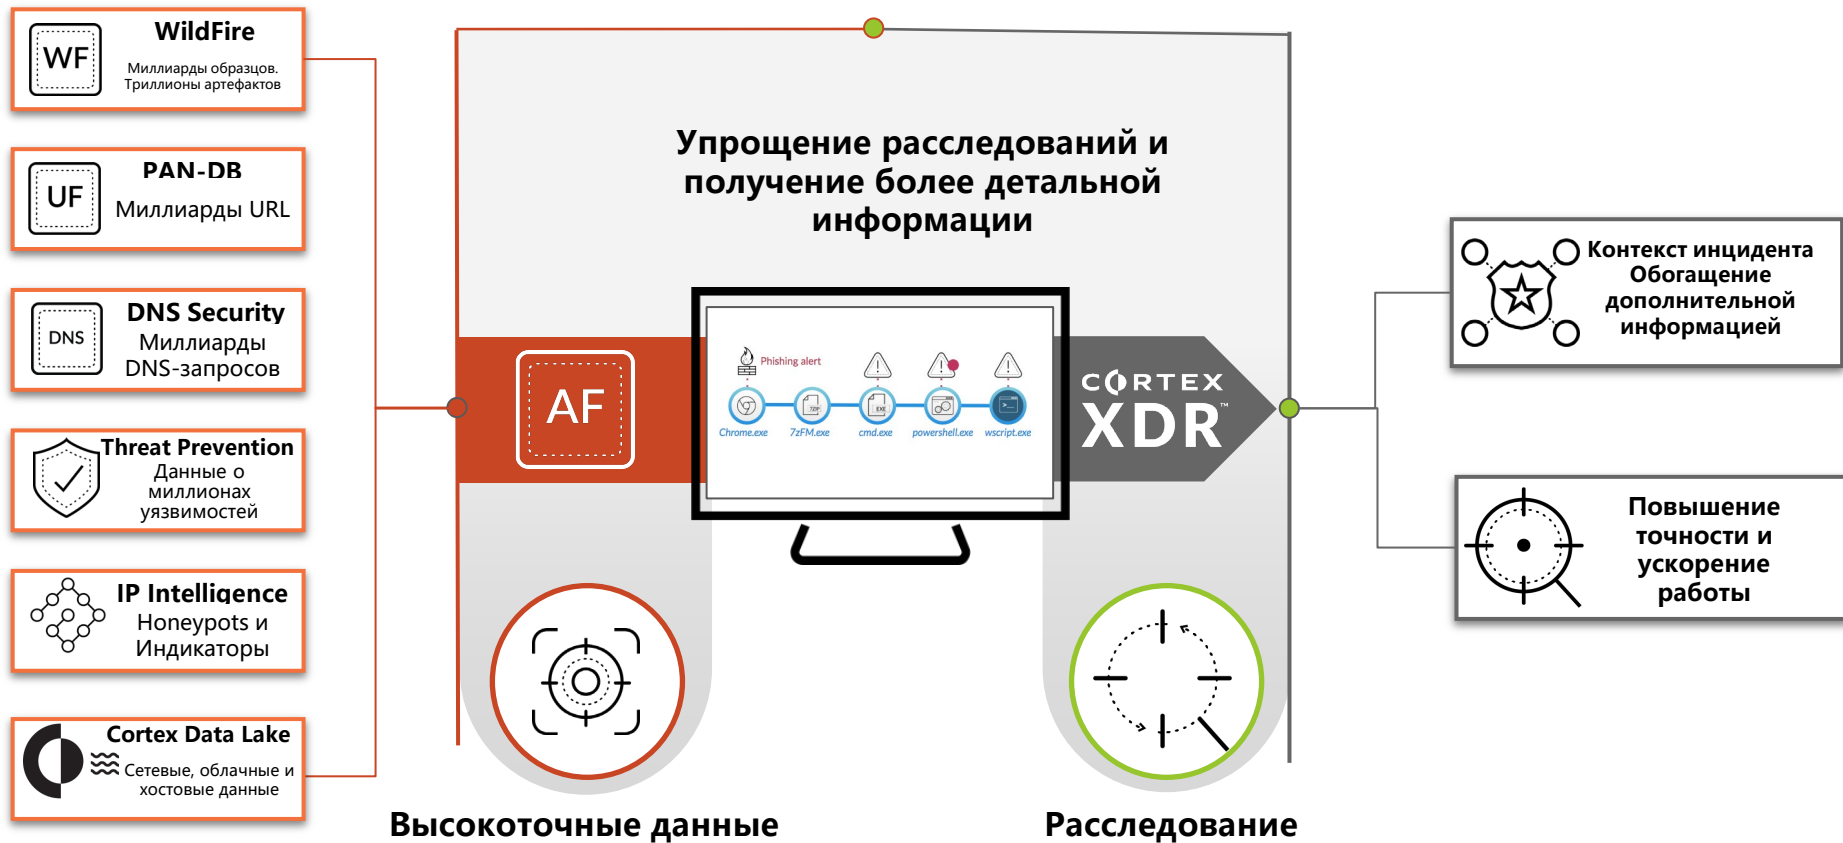 WF
WildFire
Миллиарды образцов.
Триллионы артефактов
UF
PAN-DB
Миллиарды URL
DNS
DNS Security
Миллиарды
DNS-запросов
Threat Prevention
Данные о
миллионах
уязвимостей
IP Intelligence
Honeypots и
Индикаторы
Cortex Data Lake
Сетевые, облачные и
хостовые данные
Упрощение расследований и
получение более детальной
информации
AF
Phishing alert
.7ZIP
EXE
Chrome.exe
7zFM.exe
cmd.exe
powershell.exe
wscript.exe
CORTEX
XDR™
Высокоточные данные
Расследование
Контекст инцидента
Обогащение
дополнительной
информацией
Повышение
точности и
ускорение
работы